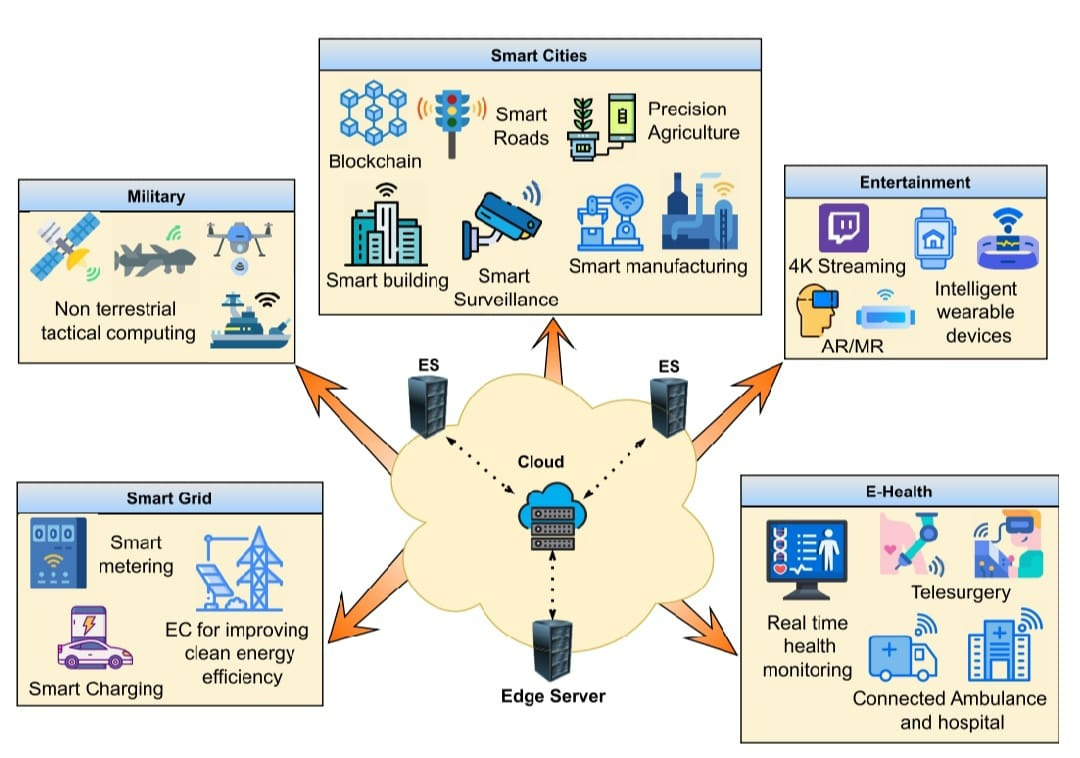 Smart Cities
Blockchain
Smart
Roads
Precision
Agriculture
Smart building
Smart
Surveillance
Smart manufacturing
Military
Non terrestrial
tactical computing
Entertainment
4K Streaming
Intelligent
wearable
devices
AR/MR
ES
ES
Cloud
Edge Server
Smart Grid
000
Smart
metering
EC for improving
clean energy
efficiency
Smart Charging
E-Health
Telesurgery
Real time
health
monitoring
Connected Ambulance
and hospital